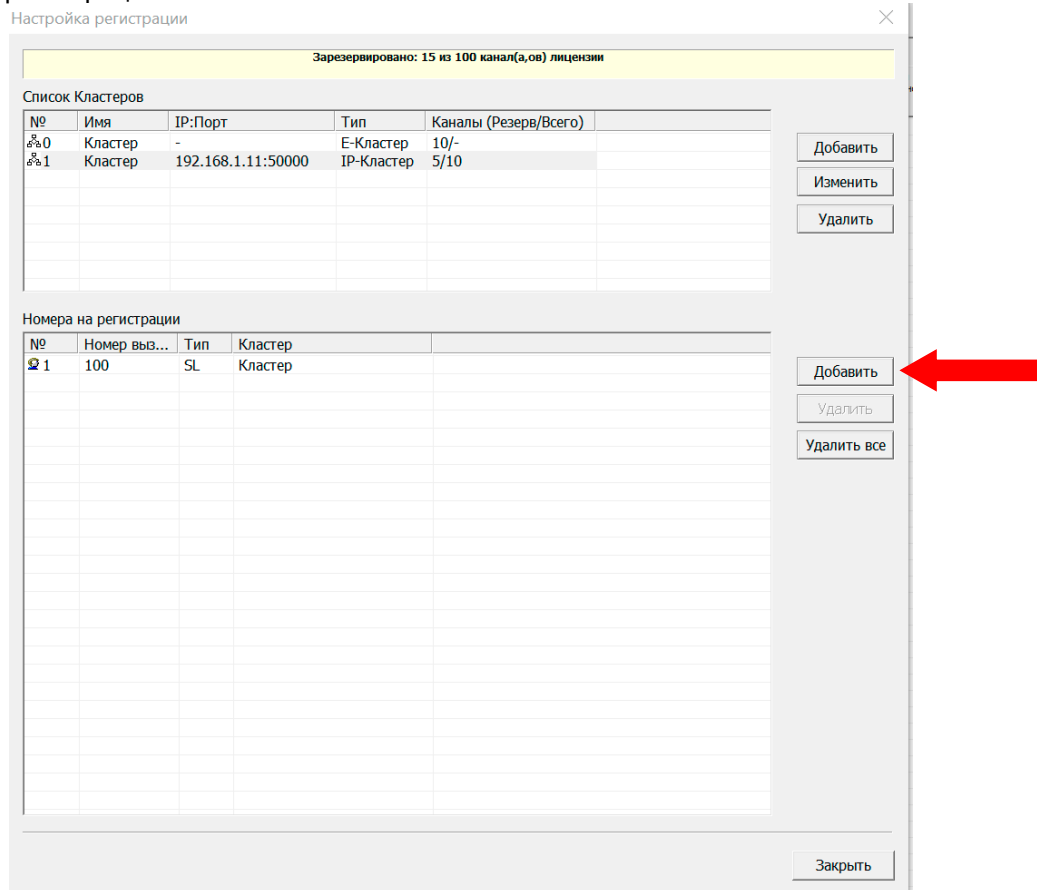 Настройка регистрации
Зарезервировано: 15 из 100 канал(а,ов) лицензии
Список Кластеров
№ Имя IP:Порт Тип Каналы (Резерв/Всего)
0 Кластер - Е-Кластер 10/-
1 Кластер 192.168.1.11:50000 IP-Кластер 5/10
Добавить
Изменить
Удалить
Номера на регистрации
№ Номер выз... Тип Кластер
1 100 SL Кластер
Добавить
Удалить
Удалить все
Закрыть